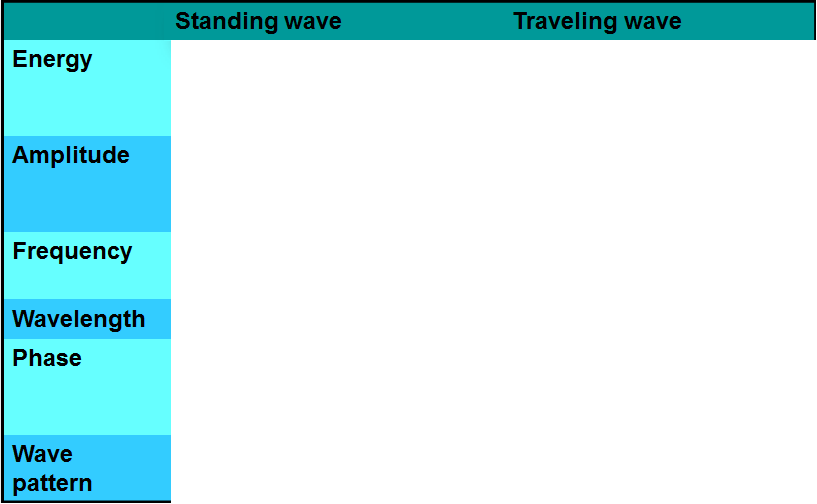 Standing wave Traveling wave
Energy
Amplitude
Frequency
Wavelength
Phase
Wave
pattern